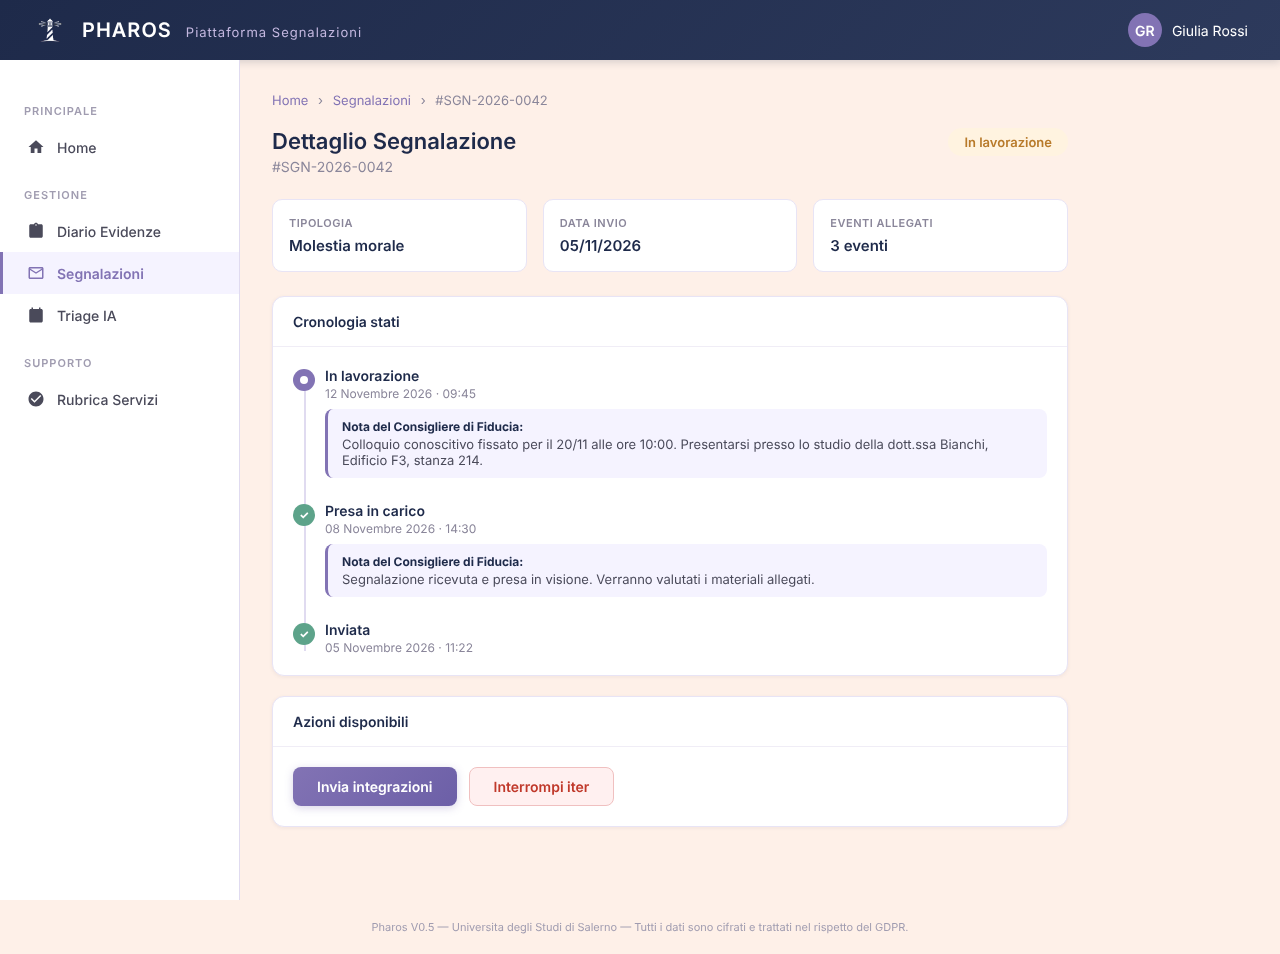 PHAROS Piattaforma Segnalazioni
GR Giulia Rossi
PRINCIPALE
Home
GESTIONE
Diario Evidenze
Segnalazioni
Triage IA
SUPPORTO
Rubrica Servizi
Home › Segnalazioni › #SGN-2026-0042
Dettaglio Segnalazione
In lavorazione
#SGN-2026-0042
TIPOLOGIA
Molestia morale
DATA INVIO
05/11/2026
EVENTI ALLEGATI
3 eventi
Cronologia stati
In lavorazione
12 Novembre 2026 · 09:45
Nota del Consigliere di Fiducia:
Colloquio conoscitivo fissato per il 20/11 alle ore 10:00. Presentarsi presso lo studio della dott.ssa Bianchi,
Edificio F3, stanza 214.
Presa in carico
08 Novembre 2026 · 14:30
Nota del Consigliere di Fiducia:
Segnalazione ricevuta e presa in visione. Verranno valutati i materiali allegati.
Inviata
05 Novembre 2026 · 11:22
Azioni disponibili
Invia integrazioni
Interrompi iter
Pharos V0.5 — Universita degli Studi di Salerno — Tutti i dati sono cifrati e trattati nel rispetto del GDPR.